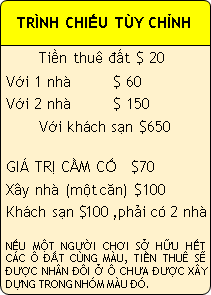 TRÌNH CHIẾU TÙY CHỈNH
Tiền thuê đất $ 20
Với 1 nhà $ 60
Với 2 nhà $ 150
Với khách sạn $650
GIÁ TRỊ CẦM CỐ $70
Xây nhà (một căn) $100
Khách sạn $100 ,phải có 2 nhà
NẾU MỘT NGƯỜI CHƠI SỞ HỮU HẾT
CÁC Ô ĐẤT CÙNG MÀU, TIỀN THUÊ SẼ
ĐƯỢC NHÂN ĐÔI Ở Ô CHƯA ĐƯỢC XÂY
DỰNG TRONG NHÓM MÀU ĐÓ.